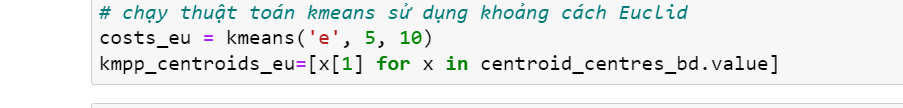 # chạy thuật toán kmeans sử dụng khoảng cách Euclid
costs_eu = kmeans('e', 5, 10)
kmpp_centroids_eu=[x[1] for x in centroid_centres_bd.value]